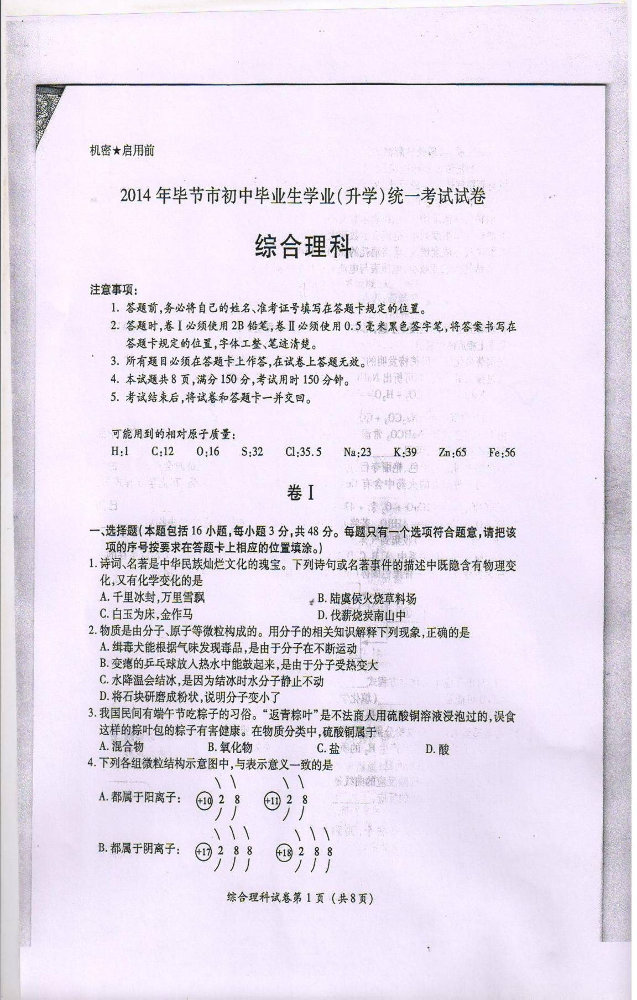 机密★启用前
2014年毕节市初中毕业生学业(升学)统一考试试卷
综合理科
注意事项:
1. 答题前,务必将自己的姓名、准考证号填写在答题卡规定的位置。
2. 答题时,卷Ⅰ必须使用2B铅笔,卷Ⅱ必须使用0.5毫米黑色签字笔,将答案书写在
答题卡规定的位置,字体工整、笔迹清楚。
3. 所有题目必须在答题卡上作答,在试卷上答题无效。
4. 本试题共8页,满分150分,考试用时150分钟。
5. 考试结束后,将试卷和答题卡一并交回。
可能用到的相对原子质量:
H:1 C:12 O:16 S:32 Cl:35.5 Na:23 K:39 Zn:65 Fe:56
卷Ⅰ
一、选择题(本题包括16小题,每小题3分,共48分。每题只有一个选项符合题意,请把该
项的序号按要求在答题卡上相应的位置填涂。)
1. 诗词、名著是中华民族灿烂文化的瑰宝。下列诗句或名著事件的描述中既隐含有物理变
化,又有化学变化的是
A. 千里冰封,万里雪飘 B. 陆虞侯火烧草料场
C. 白玉为床,金作马 D. 伐薪烧炭南山中
2. 物质是由分子、原子等微粒构成的。用分子的相关知识解释下列现象,正确的是
A. 缉毒犬能根据气味发现毒品,是由于分子在不断运动
B. 变瘪的乒乓球放入热水中能鼓起来,是由于分子受热变大
C. 水降温会结冰,是因为结冰时水分子静止不动
D. 将石块研磨成粉状,说明分子变小了
3. 我国民间有端午节吃粽子的习俗。“返青粽叶”是不法商人用硫酸铜溶液浸泡过的,误食
这样的粽叶包的粽子有害健康。在物质分类中,硫酸铜属于
A. 混合物 B. 氧化物 C. 盐 D. 酸
4. 下列各组微粒结构示意图中,与表示意义一致的是
A. 都属于阳离子: +10 2 8 +11 2 8
B. 都属于阴离子: +17 2 8 8 +18 2 8 8
综合理科试卷第1页(共8页)